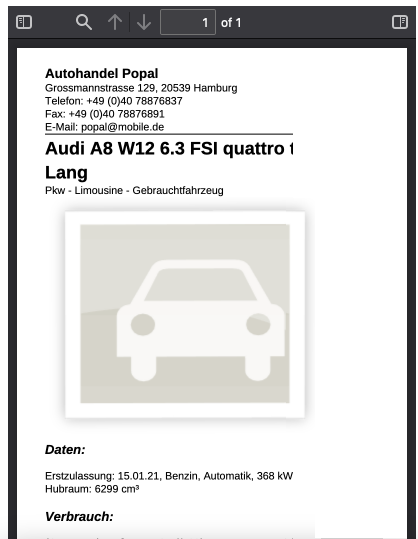 1 of 1
Autohandel Popal
Grossmannstrasse 129, 20539 Hamburg
Telefon: +49 (0)40 78876837
Fax: +49 (0)40 78876891
E-Mail: popal@mobile.de
Audi A8 W12 6.3 FSI quattro t
Lang
Pkw - Limousine - Gebrauchtfahrzeug
Daten:
Erstzulassung: 15.01.21, Benzin, Automatik, 368 kW
Hubraum: 6299 cm³
Verbrauch: